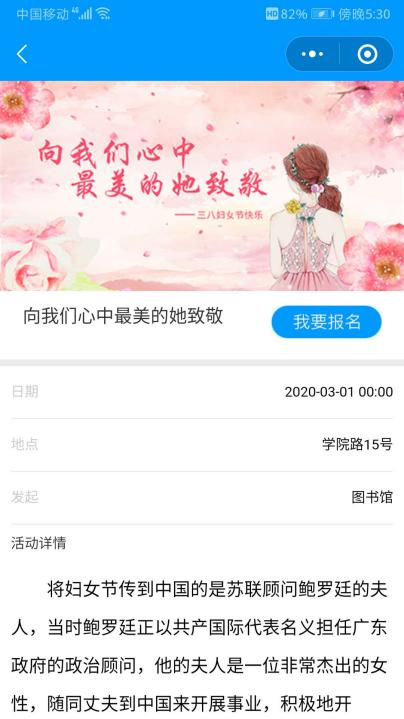 中国移动 4G HD 82% 傍晚5:30
向我们心中
最美的她致敬
——三八妇女节快乐
向我们心中最美的她致敬
我要报名
日期 2020-03-01 00:00
地点 学院路15号
发起 图书馆
活动详情
将妇女节传到中国的是苏联顾问鲍罗廷的夫
人，当时鲍罗廷正以共产国际代表名义担任广东
政府的政治顾问，他的夫人是一位非常杰出的女
性，随同丈夫到中国来开展事业，积极地开